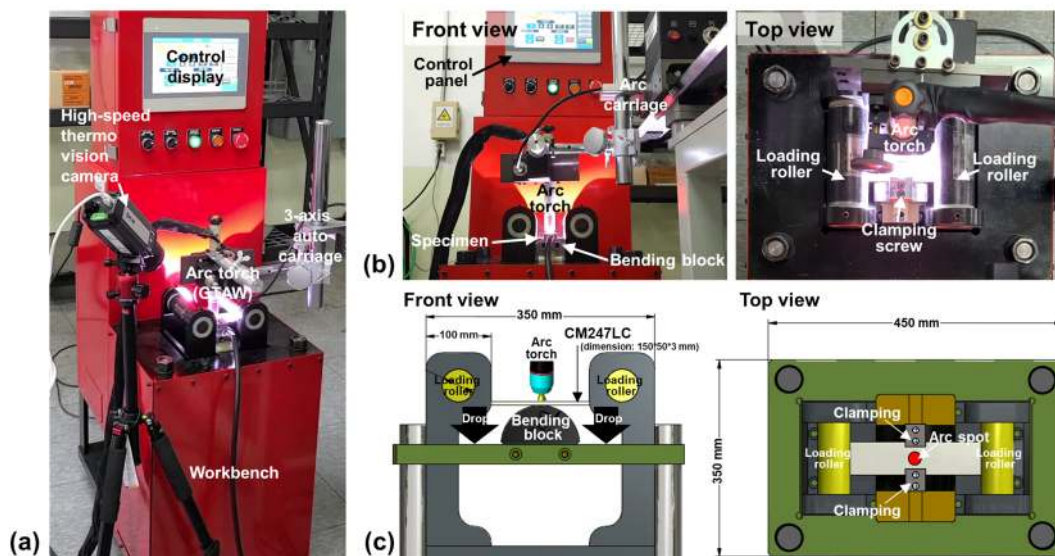 Control
display
High-speed
thermo
vision
camera
3-axis
auto
carriage
Arc torch
(GTAW)
Workbench
(a)
Front view
Control
panel
Arc
carriage
Arc
torch
Specimen
Bending block
(b)
Top view
Arc
torch
Loading
roller
Loading
roller
Clamping
screw
Front view
350 mm
100 mm
CM247LC
(dimension: 150*50*3 mm)
Arc
torch
Loading
roller
Loading
roller
Drop
Drop
Bending
block
(c)
Top view
450 mm
350 mm
Clamping
Arc spot
Loading
roller
Loading
roller
Clamping